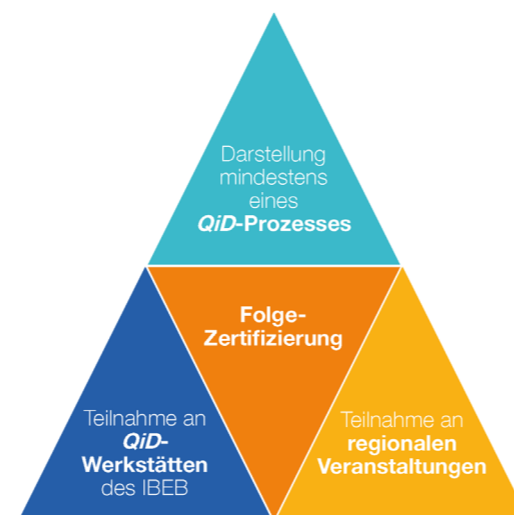 Darstellung
mindestens
eines
QiD-Prozesses
Folge-
Zertifizierung
Teilnahme an
QiD-
Werkstätten
des IBEB
Teilnahme an
regionalen
Veranstaltungen